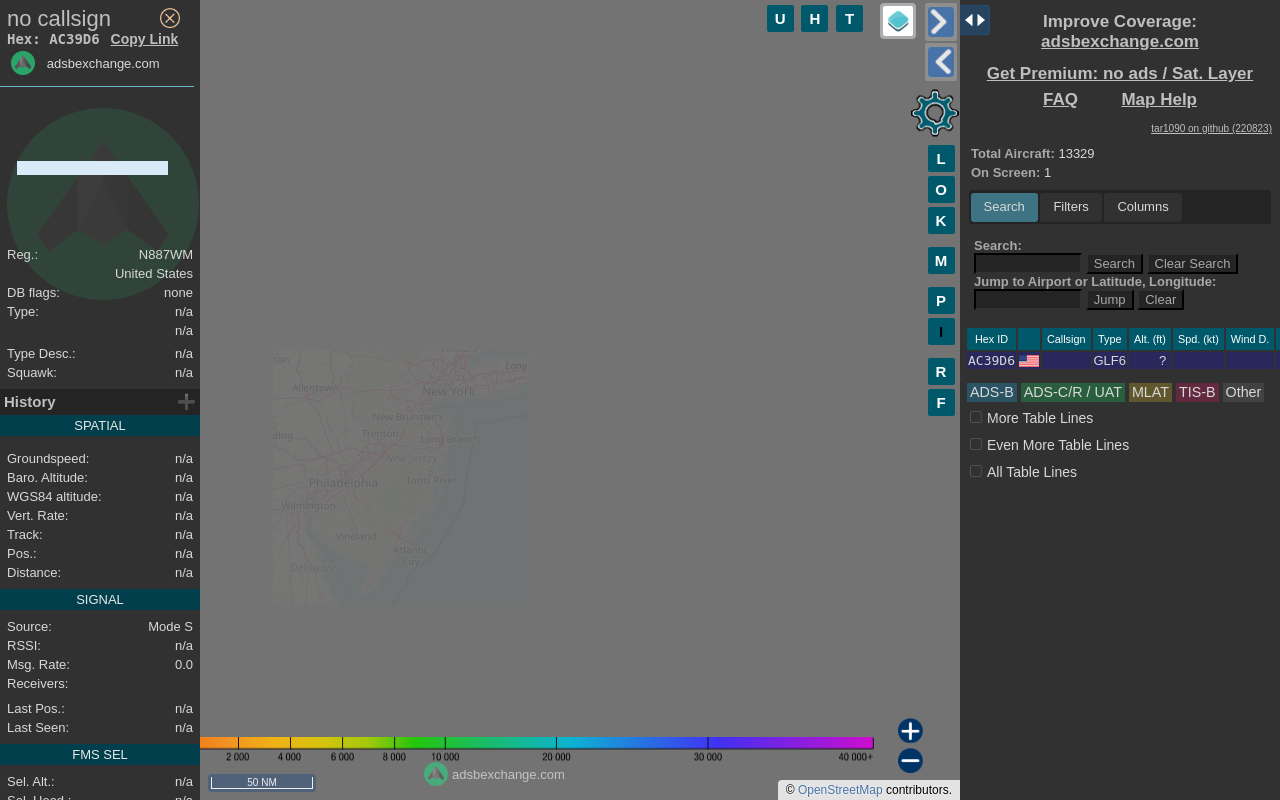 no callsign
Hex: AC39D6 Copy Link
adsbexchange.com
Reg.: N887WM
United States
DB flags: none
Type: n/a
n/a
Type Desc.: n/a
Squawk: n/a
History
SPATIAL
Groundspeed: n/a
Baro. Altitude: n/a
WGS84 altitude: n/a
Vert. Rate: n/a
Track: n/a
Pos.: n/a
Distance: n/a
SIGNAL
Source: Mode S
RSSI: n/a
Msg. Rate: 0.0
Receivers:
Last Pos.: n/a
Last Seen: n/a
FMS SEL
Sel. Alt.: n/a
Sel. Head.: n/a
U H T
L
O
K
M
P
I
R
F
Allentown
New York
Long
New Brunswick
Trenton
Long Branch
New Jersey
Philadelphia
Toms River
Wilmington
Vineland
Atlantic
City
Delaware
2 000 4 000 6 000 8 000 10 000 20 000 30 000 40 000+
50 NM
adsbexchange.com
© OpenStreetMap contributors.
Improve Coverage:
adsbexchange.com
Get Premium: no ads / Sat. Layer
FAQ Map Help
tar1090 on github (220823)
Total Aircraft: 13329
On Screen: 1
Search Filters Columns
Search:
Search Clear Search
Jump to Airport or Latitude, Longitude:
Jump Clear
Hex ID Callsign Type Alt. (ft) Spd. (kt) Wind D.
AC39D6 GLF6 ?
ADS-B ADS-C/R / UAT MLAT TIS-B Other
More Table Lines
Even More Table Lines
All Table Lines